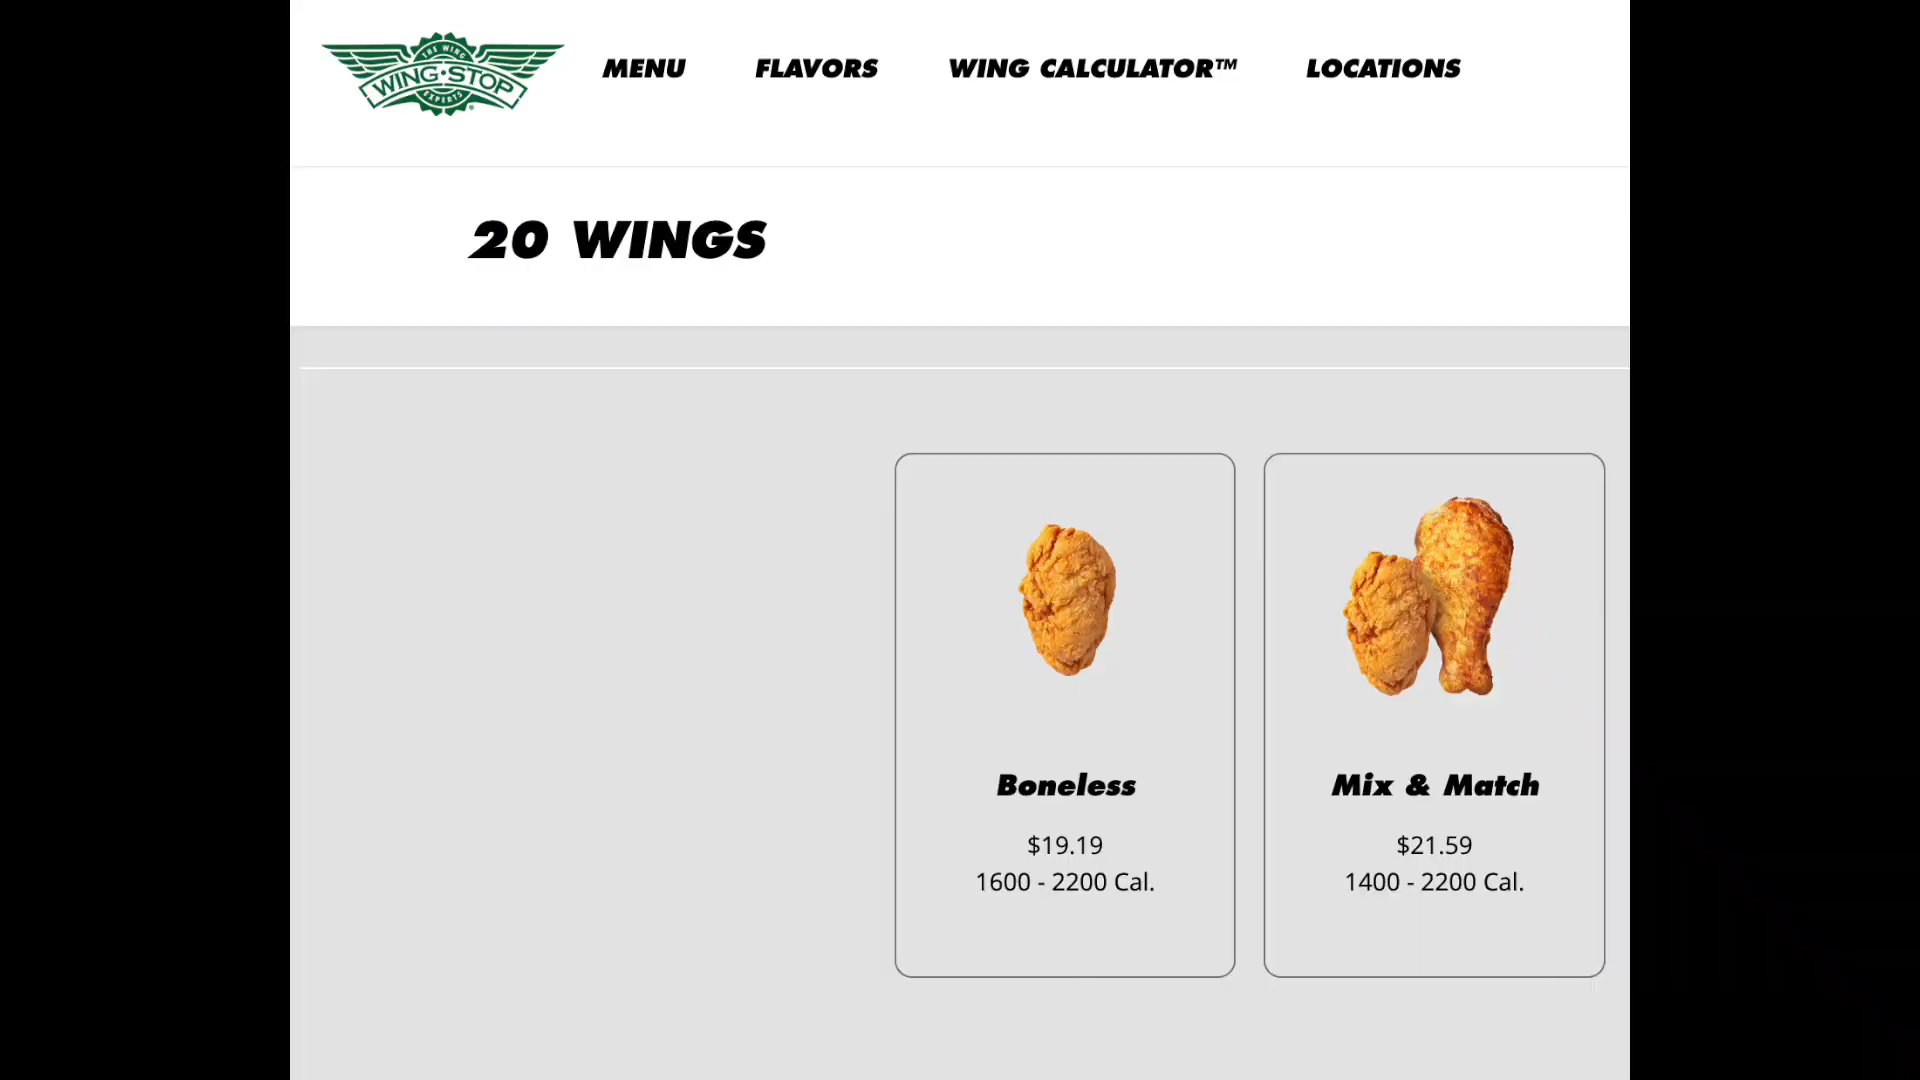 THE WING
WING·STOP
EXPERTS
MENU
FLAVORS
WING CALCULATOR™
LOCATIONS
20 WINGS
Boneless
$19.19
1600 - 2200 Cal.
Mix & Match
$21.59
1400 - 2200 Cal.